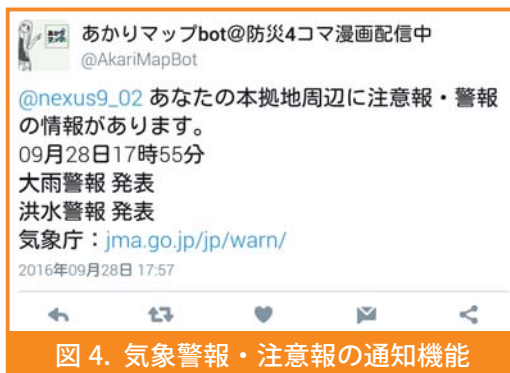 あかりマップbot@防災4コマ漫画配信中
@AkariMapBot
@nexus9_02 あなたの本拠地周辺に注意報・警報
の情報があります。
09月28日17時55分
大雨警報 発表
洪水警報 発表
気象庁：jma.go.jp/jp/warn/
2016年09月28日 17:57
図 4. 気象警報・注意報の通知機能